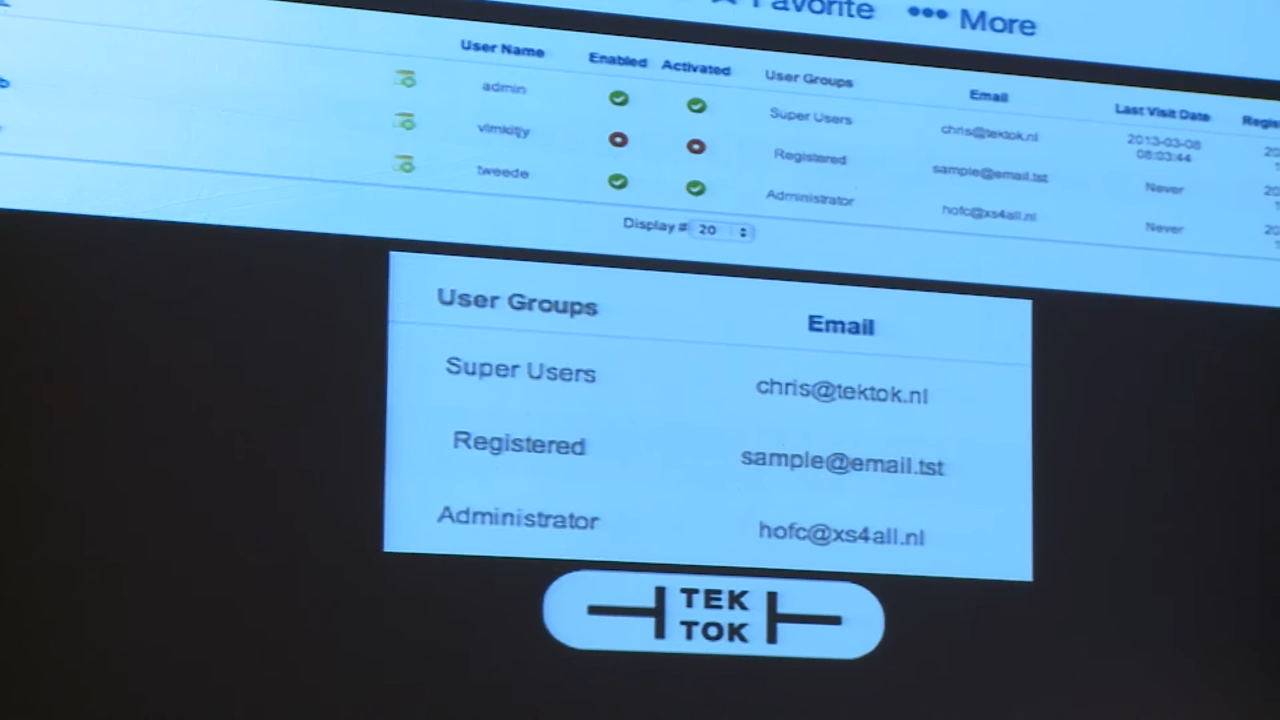 Favorite ••• More
User Name Enabled Activated User Groups Email Last Visit Date
admin Super Users chris@tektok.nl 2013-03-08
08:03:44
vlmkitjy Registered sample@email.tst Never
tweede Administrator hofc@xs4all.nl Never
Display # 20
User Groups Email
Super Users chris@tektok.nl
Registered sample@email.tst
Administrator hofc@xs4all.nl
TEK
TOK